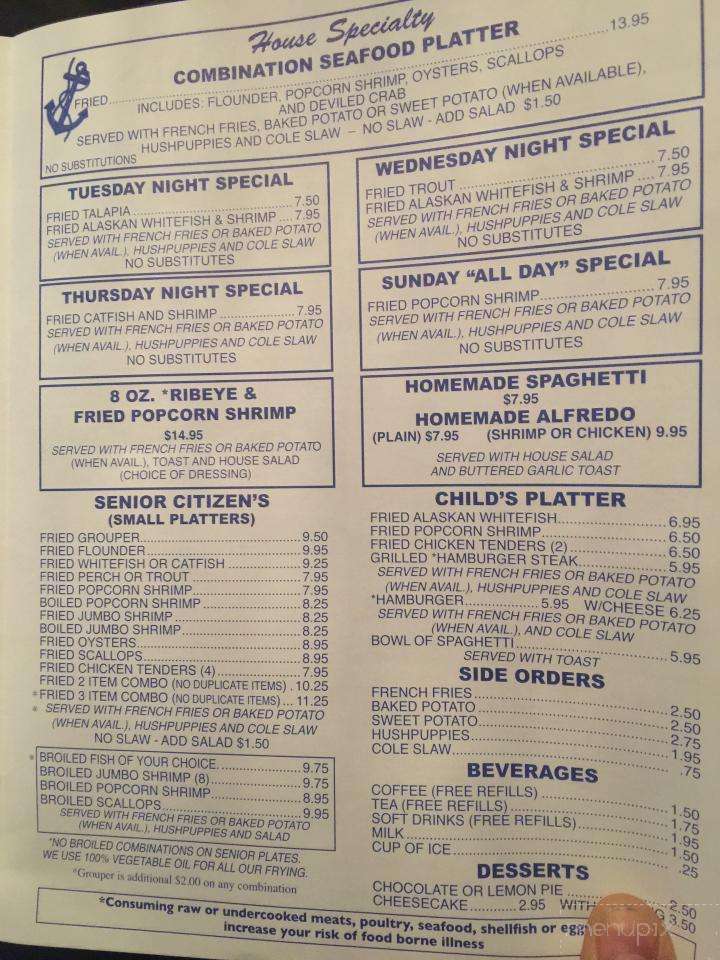 House Specialty
COMBINATION SEAFOOD PLATTER
FRIED..........13.95
INCLUDES: FLOUNDER, POPCORN SHRIMP, OYSTERS, SCALLOPS
AND DEVILED CRAB
SERVED WITH FRENCH FRIES, BAKED POTATO OR SWEET POTATO (WHEN AVAILABLE),
HUSHPUPPIES AND COLE SLAW – NO SLAW - ADD SALAD $1.50
NO SUBSTITUTIONS
TUESDAY NIGHT SPECIAL
FRIED TALAPIA..........7.50
FRIED ALASKAN WHITEFISH & SHRIMP ....7.95
SERVED WITH FRENCH FRIES OR BAKED POTATO
(WHEN AVAIL.), HUSHPUPPIES AND COLE SLAW
NO SUBSTITUTES
WEDNESDAY NIGHT SPECIAL
FRIED TROUT..........7.50
FRIED ALASKAN WHITEFISH & SHRIMP ....7.95
SERVED WITH FRENCH FRIES OR BAKED POTATO
(WHEN AVAIL.), HUSHPUPPIES AND COLE SLAW
NO SUBSTITUTES
THURSDAY NIGHT SPECIAL
FRIED CATFISH AND SHRIMP..........7.95
SERVED WITH FRENCH FRIES OR BAKED POTATO
(WHEN AVAIL.), HUSHPUPPIES AND COLE SLAW
NO SUBSTITUTES
SUNDAY "ALL DAY" SPECIAL
FRIED POPCORN SHRIMP..........7.95
SERVED WITH FRENCH FRIES OR BAKED POTATO
(WHEN AVAIL.), HUSHPUPPIES AND COLE SLAW
NO SUBSTITUTES
8 OZ. *RIBEYE &
FRIED POPCORN SHRIMP
$14.95
SERVED WITH FRENCH FRIES OR BAKED POTATO
(WHEN AVAIL.), TOAST AND HOUSE SALAD
(CHOICE OF DRESSING)
HOMEMADE SPAGHETTI
$7.95
HOMEMADE ALFREDO
(PLAIN) $7.95 (SHRIMP OR CHICKEN) 9.95
SERVED WITH HOUSE SALAD
AND BUTTERED GARLIC TOAST
SENIOR CITIZEN'S
(SMALL PLATTERS)
FRIED GROUPER..........9.50
FRIED FLOUNDER..........9.95
FRIED WHITEFISH OR CATFISH..........9.25
FRIED PERCH OR TROUT..........7.95
FRIED POPCORN SHRIMP..........7.95
BOILED POPCORN SHRIMP..........8.25
FRIED JUMBO SHRIMP..........8.25
BOILED JUMBO SHRIMP..........8.25
FRIED OYSTERS..........8.95
FRIED SCALLOPS..........8.95
FRIED CHICKEN TENDERS (4)..........7.95
FRIED 2 ITEM COMBO (NO DUPLICATE ITEMS) . 10.25
*FRIED 3 ITEM COMBO (NO DUPLICATE ITEMS)... 11.25
* SERVED WITH FRENCH FRIES OR BAKED POTATO
(WHEN AVAIL.), HUSHPUPPIES AND COLE SLAW
NO SLAW - ADD SALAD $1.50
* BROILED FISH OF YOUR CHOICE..........9.75
BROILED JUMBO SHRIMP (8)..........9.75
BROILED POPCORN SHRIMP..........8.95
BROILED SCALLOPS..........9.95
SERVED WITH FRENCH FRIES OR BAKED POTATO
(WHEN AVAIL.), HUSHPUPPIES AND SALAD
*NO BROILED COMBINATIONS ON SENIOR PLATES.
WE USE 100% VEGETABLE OIL FOR ALL OUR FRYING.
*Grouper is additional $2.00 on any combination
CHILD'S PLATTER
FRIED ALASKAN WHITEFISH..........6.95
FRIED POPCORN SHRIMP..........6.50
FRIED CHICKEN TENDERS (2)..........6.50
GRILLED *HAMBURGER STEAK..........5.95
SERVED WITH FRENCH FRIES OR BAKED POTATO
(WHEN AVAIL.), HUSHPUPPIES AND COLE SLAW
*HAMBURGER..........5.95 W/CHEESE 6.25
SERVED WITH FRENCH FRIES OR BAKED POTATO
(WHEN AVAIL.), AND COLE SLAW
BOWL OF SPAGHETTI..........5.95
SERVED WITH TOAST
SIDE ORDERS
FRENCH FRIES..........2.50
BAKED POTATO..........2.50
SWEET POTATO..........2.75
HUSHPUPPIES..........1.95
COLE SLAW..........75
BEVERAGES
COFFEE (FREE REFILLS)..........1.50
TEA (FREE REFILLS)..........1.75
SOFT DRINKS (FREE REFILLS)..........1.95
MILK..........1.50
CUP OF ICE..........25
DESSERTS
CHOCOLATE OR LEMON PIE..........2.50
CHEESECAKE..........2.95 WITH G 3.50
*Consuming raw or undercooked meats, poultry, seafood, shellfish or eggs
increase your risk of food borne illness
menupix